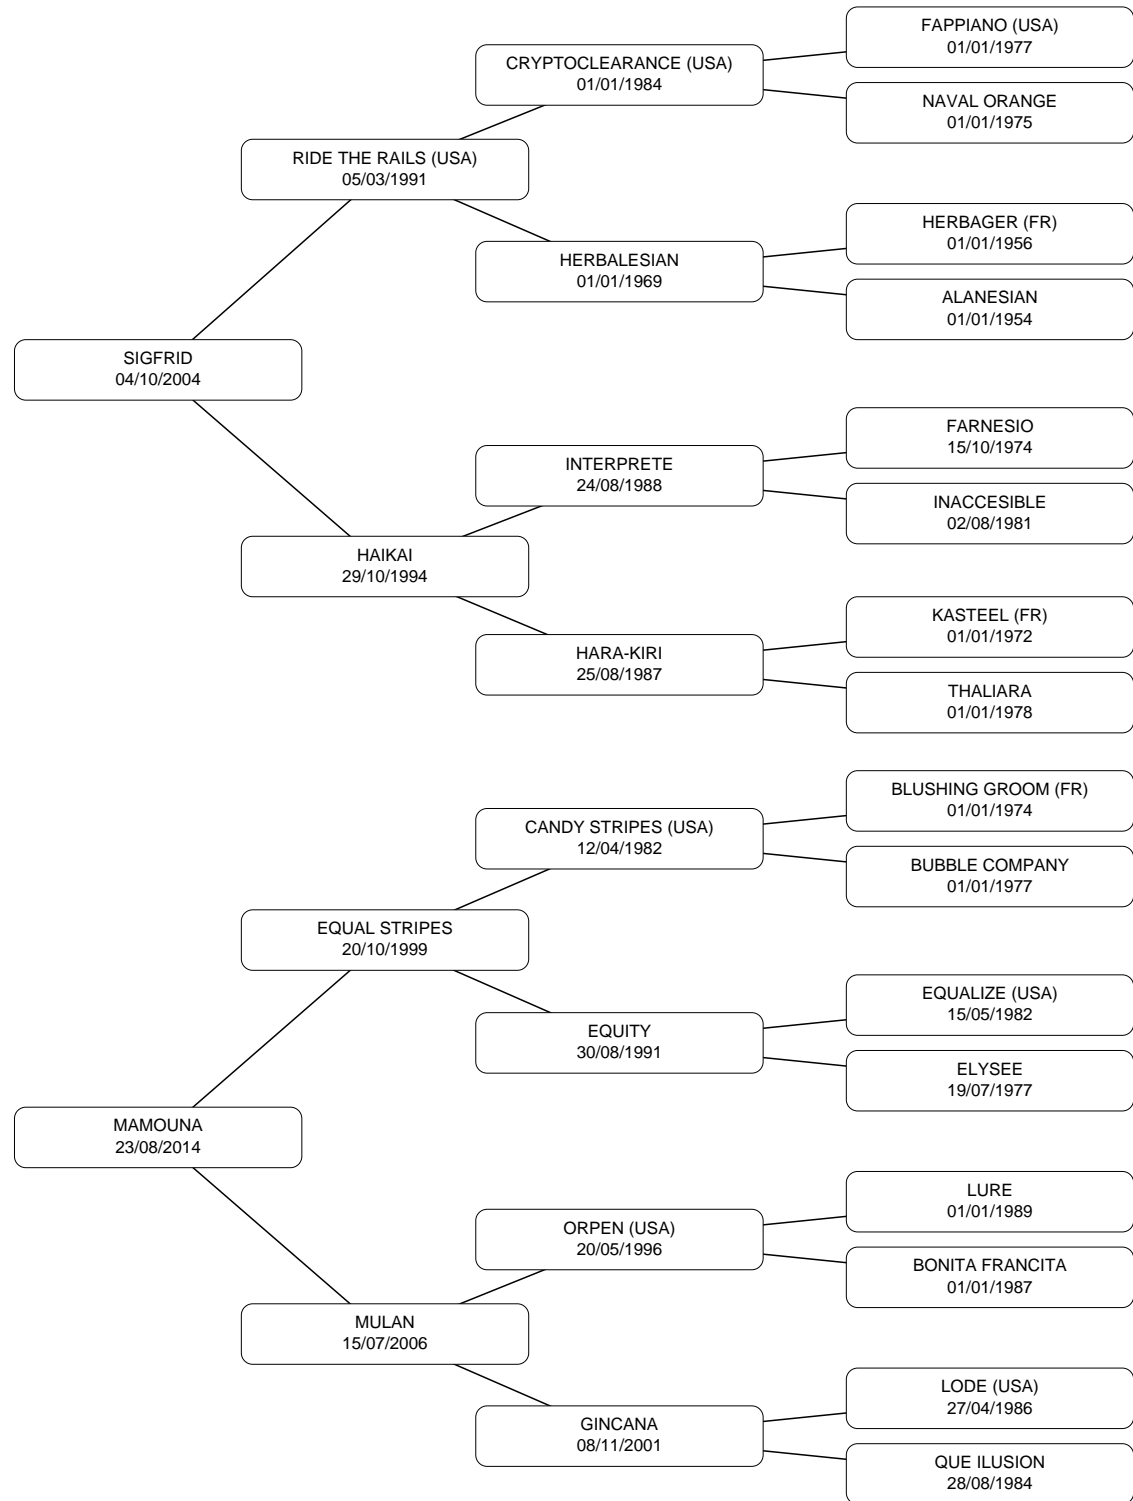 FAPPIANO (USA)
01/01/1977
CRYPTOCLEARANCE (USA)
01/01/1984
NAVAL ORANGE
01/01/1975
RIDE THE RAILS (USA)
05/03/1991
HERBAGER (FR)
01/01/1956
HERBALESIAN
01/01/1969
ALANESIAN
01/01/1954
SIGFRID
04/10/2004
FARNESIO
15/10/1974
INTERPRETE
24/08/1988
INACCESIBLE
02/08/1981
HAIKAI
29/10/1994
KASTEEL (FR)
01/01/1972
HARA-KIRI
25/08/1987
THALIARA
01/01/1978
BLUSHING GROOM (FR)
01/01/1974
CANDY STRIPES (USA)
12/04/1982
BUBBLE COMPANY
01/01/1977
EQUAL STRIPES
20/10/1999
EQUALIZE (USA)
15/05/1982
EQUITY
30/08/1991
ELYSEE
19/07/1977
MAMOUNA
23/08/2014
LURE
01/01/1989
ORPEN (USA)
20/05/1996
BONITA FRANCITA
01/01/1987
MULAN
15/07/2006
LODE (USA)
27/04/1986
GINCANA
08/11/2001
QUE ILUSION
28/08/1984